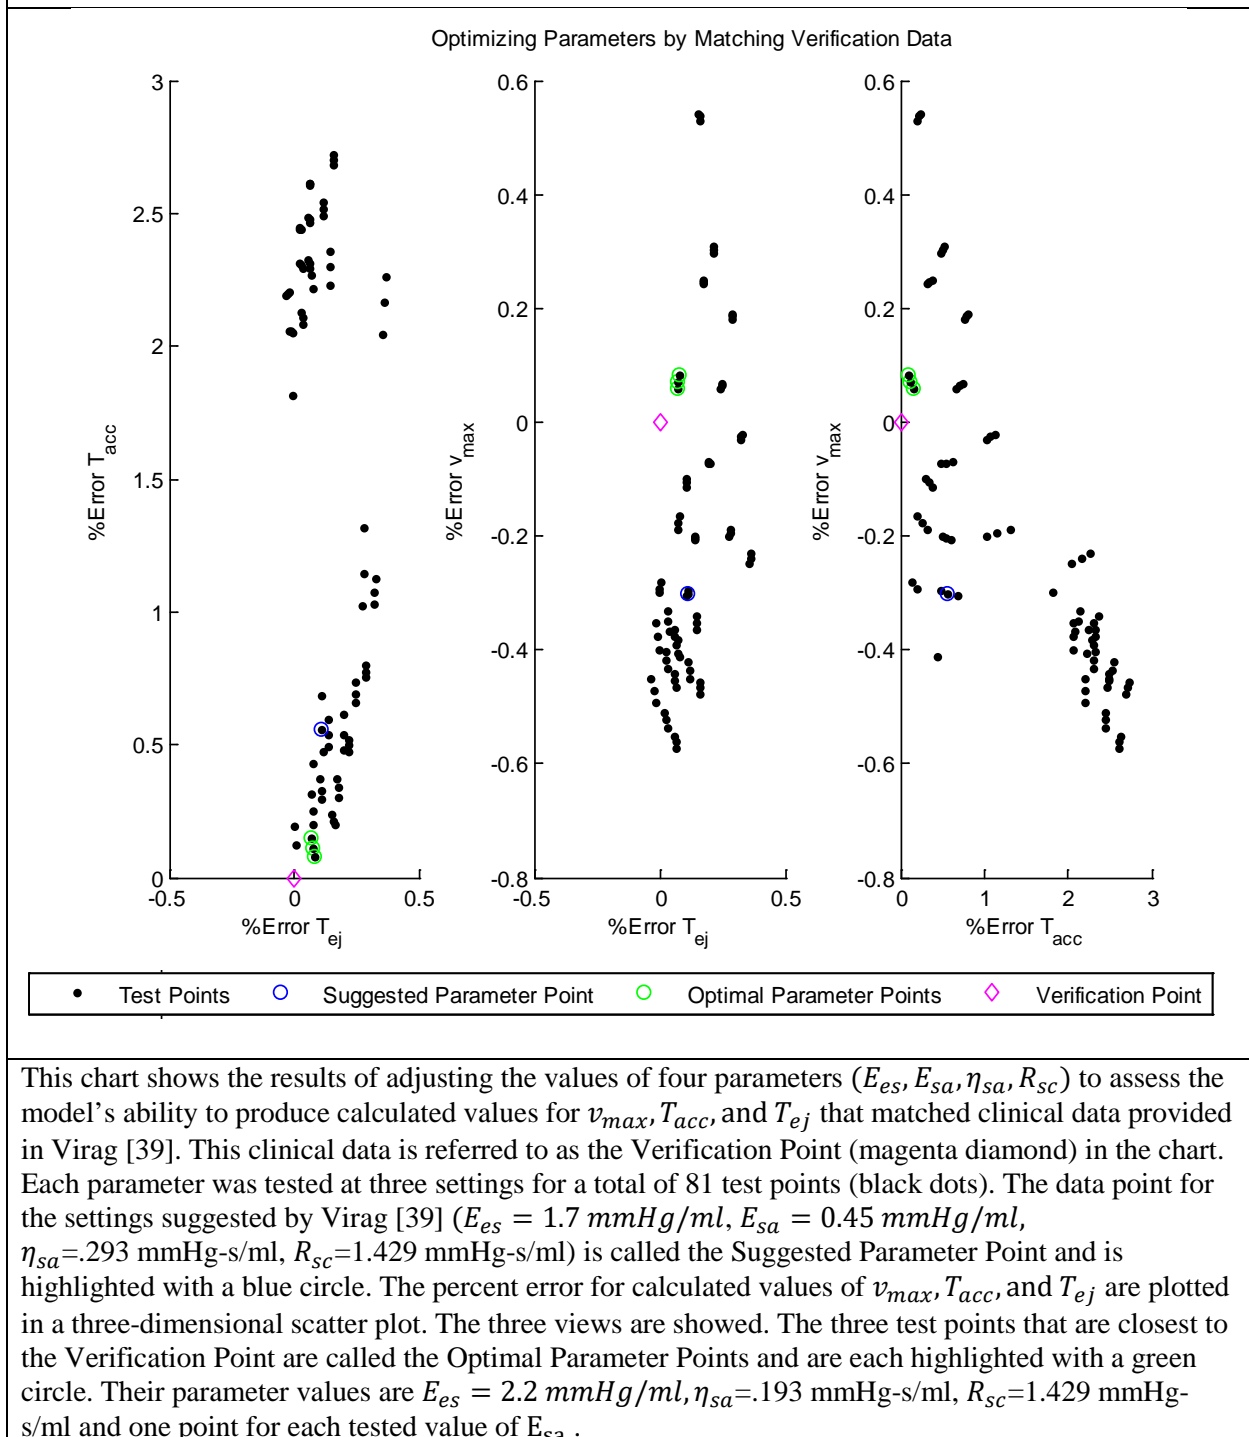 Optimizing Parameters by Matching Verification Data
3
2.5
2
1.5
1
0.5
0
-0.5
0
0.5
%Error T_acc
%Error T_ej
0.6
0.4
0.2
0
-0.2
-0.4
-0.6
-0.8
-0.5
0
0.5
%Error v_max
%Error T_ej
0.6
0.4
0.2
0
-0.2
-0.4
-0.6
-0.8
0
1
2
3
%Error v_max
%Error T_acc
Test Points Suggested Parameter Point Optimal Parameter Points Verification Point
This chart shows the results of adjusting the values of four parameters (E_es, E_sa, η_sa, R_sc) to assess the
model's ability to produce calculated values for v_max, T_acc, and T_ej that matched clinical data provided
in Virag [39]. This clinical data is referred to as the Verification Point (magenta diamond) in the chart.
Each parameter was tested at three settings for a total of 81 test points (black dots). The data point for
the settings suggested by Virag [39] (E_es = 1.7 mmHg/ml, E_sa = 0.45 mmHg/ml,
η_sa=.293 mmHg-s/ml, R_sc=1.429 mmHg-s/ml) is called the Suggested Parameter Point and is
highlighted with a blue circle. The percent error for calculated values of v_max, T_acc, and T_ej are plotted
in a three-dimensional scatter plot. The three views are showed. The three test points that are closest to
the Verification Point are called the Optimal Parameter Points and are each highlighted with a green
circle. Their parameter values are E_es = 2.2 mmHg/ml, η_sa=.193 mmHg-s/ml, R_sc=1.429 mmHg-
s/ml and one point for each tested value of E_sa .